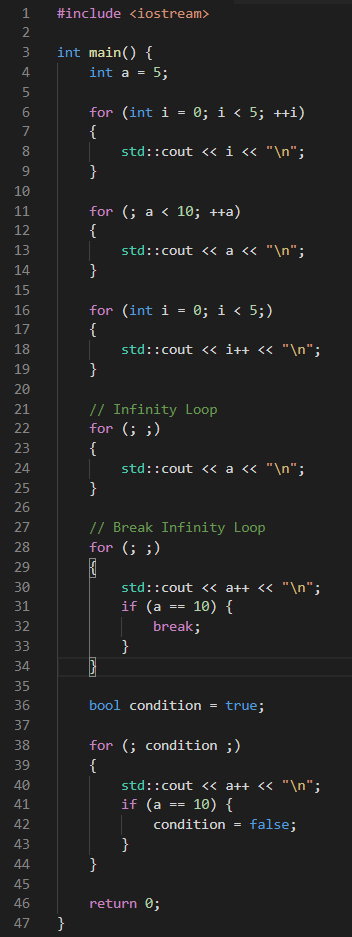 1 #include <iostream>
2
3 int main() {
4     int a = 5;
5
6     for (int i = 0; i < 5; ++i)
7     {
8         std::cout << i << "\n";
9     }
10
11     for (; a < 10; ++a)
12     {
13         std::cout << a << "\n";
14     }
15
16     for (int i = 0; i < 5;)
17     {
18         std::cout << i++ << "\n";
19     }
20
21     // Infinity Loop
22     for (; ;)
23     {
24         std::cout << a << "\n";
25     }
26
27     // Break Infinity Loop
28     for (; ;)
29     {
30         std::cout << a++ << "\n";
31         if (a == 10) {
32             break;
33         }
34     }
35
36     bool condition = true;
37
38     for (; condition ;)
39     {
40         std::cout << a++ << "\n";
41         if (a == 10) {
42             condition = false;
43         }
44     }
45
46     return 0;
47 }